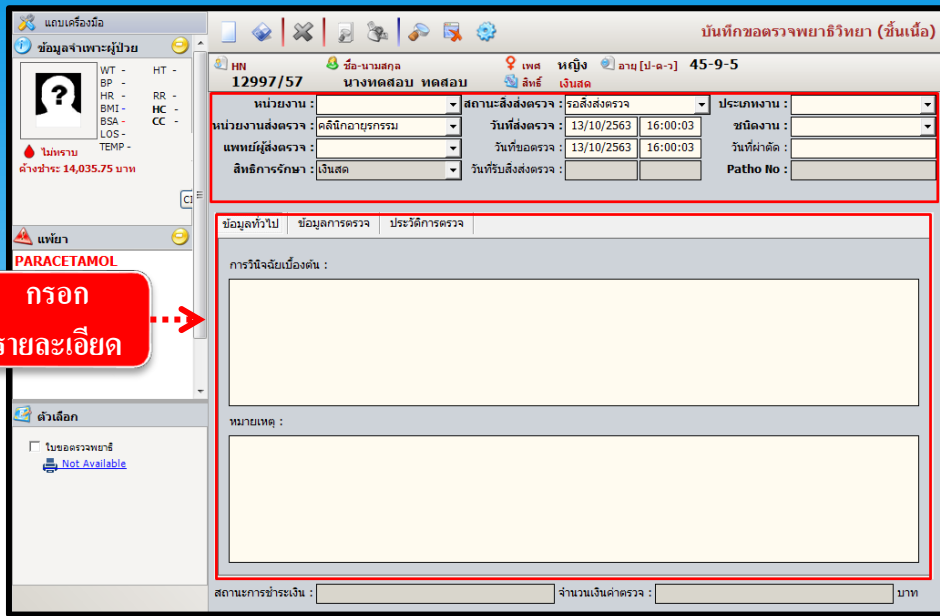 แถบเครื่องมือ
บันทึกขอตรวจพยาธิวิทยา (ชิ้นเนื้อ)
ข้อมูลจำเพาะผู้ป่วย
WT - HT -
BP -
HR - RR -
BMI - HC -
BSA - CC -
LOS -
TEMP -
ไม่ทราบ
ค้างชำระ 14,035.75 บาท
HN ชื่อ-นามสกุล เพศ หญิง อายุ [ป-ด-ว] 45-9-5
12997/57 นางทดสอบ ทดสอบ สิทธิ์ เงินสด
หน่วยงาน : สถานะสิ่งส่งตรวจ : รอสิ่งส่งตรวจ ประเภทงาน :
หน่วยงานส่งตรวจ : คลินิกอายุรกรรม วันที่ส่งตรวจ : 13/10/2563 16:00:03 ชนิดงาน :
แพทย์ผู้ส่งตรวจ : วันที่ขอตรวจ : 13/10/2563 16:00:03 วันที่ผ่าตัด :
สิทธิการรักษา : เงินสด วันที่รับสิ่งส่งตรวจ : Patho No :
ข้อมูลทั่วไป ข้อมูลการตรวจ ประวัติการตรวจ
แพ้ยา
PARACETAMOL
การวินิจฉัยเบื้องต้น :
กรอก
รายละเอียด
ตัวเลือก
หมายเหตุ :
ใบขอตรวจพยาธิ
Not Available
สถานะการชำระเงิน : จำนวนเงินค่าตรวจ : บาท